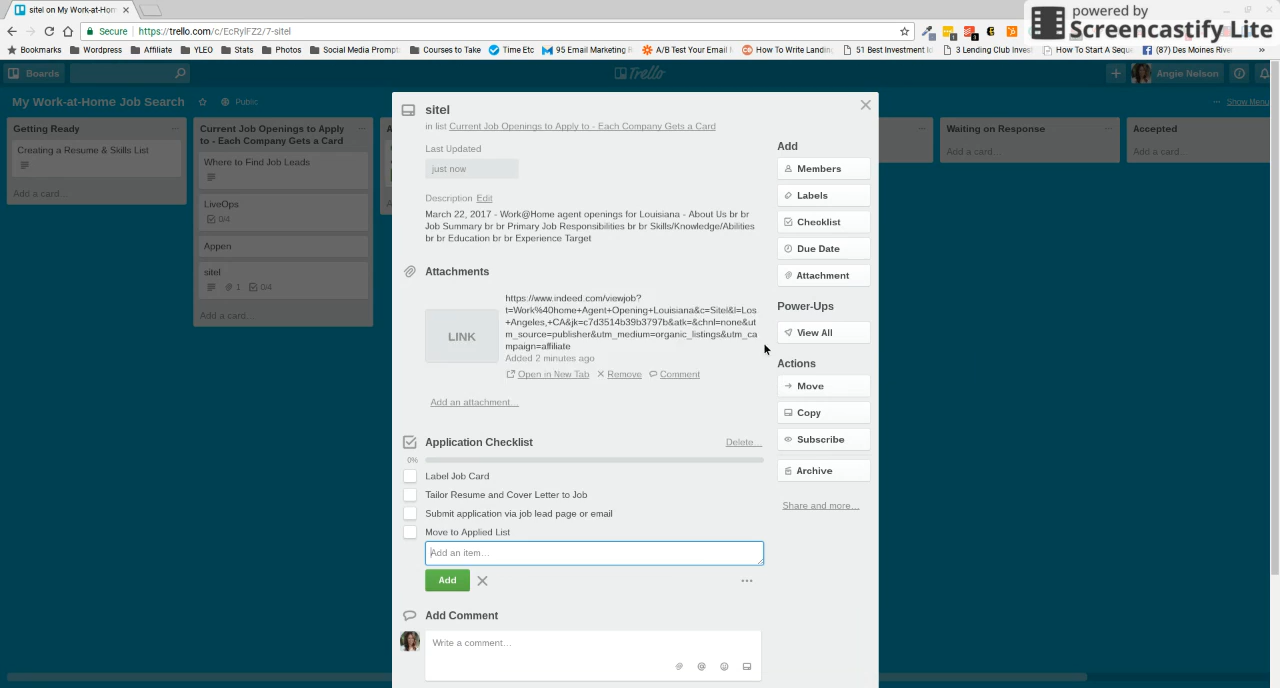 sitel on My Work-at-Hom
powered by
Screencastify Lite
Secure
https://trello.com/c/EcRylFZ2/7-sitel
Bookmarks
Wordpress
Affiliate
YLEO
Stats
Photo
Social Media Prompts
Courses to Take
Time Etc
95 Email Marketing R
A/B Test Your Email
How To Write Landin
51 Best Investment Id
3 Lending Club Invest
How To Start A Sequ
(87) Des Moines River
»
Boards
Trello
Angie Nelson
My Work-at-Home Job Search
Public
Show Menu
Getting Ready
Creating a Resume & Skills List
Add a card…
Current Job Openings to Apply
to - Each Company Gets a Card
Where to Find Job Leads
LiveOps
0/4
Appen
sitel
1
0/4
Add a card…
Waiting on Response
Add a card…
Accepted
Add a card…
sitel
in list Current Job Openings to Apply to - Each Company Gets a Card
Last Updated
just now
Description Edit
March 22, 2017 - Work@Home agent openings for Louisiana - About Us br br
Job Summary br br Primary Job Responsibilities br br Skills/Knowledge/Abilities
br br Education br br Experience Target
Attachments
LINK
https://www.indeed.com/viewjob?
t=Work%40home+Agent+Opening+Louisiana&c=Sitel&l=Los
+Angeles,+CA&jk=c7d3514b39b3797b&atk=&chnl=none&ut
m_source=publisher&utm_medium=organic_listings&utm_ca
mpaign=affiliate
Added 2 minutes ago
Open in New Tab Remove Comment
Add an attachment…
Application Checklist
Delete…
0%
Label Job Card
Tailor Resume and Cover Letter to Job
Submit application via job lead page or email
Move to Applied List
Add an item…
Add
Add Comment
Write a comment…
Add
Members
Labels
Checklist
Due Date
Attachment
Power-Ups
View All
Actions
Move
Copy
Subscribe
Archive
Share and more…